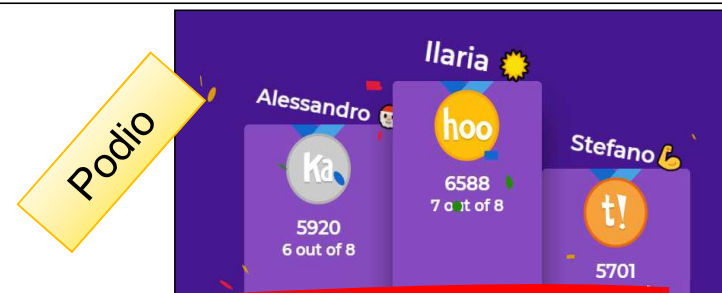 Podio
Ilaria
Alessandro
Stefano
hoo
Ka
t!
6588
7 out of 8
5920
6 out of 8
5701